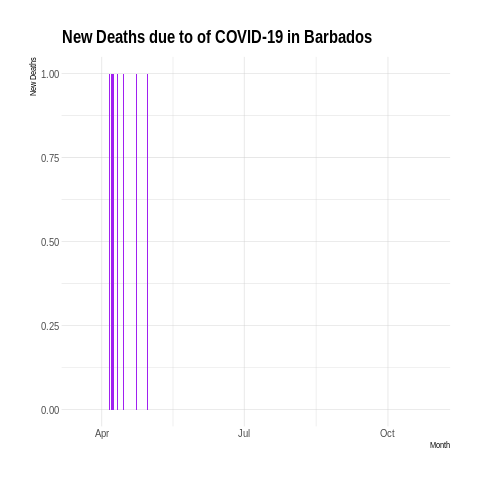 New Deaths due to of COVID-19 in Barbados
New Deaths
1.00
0.75
0.50
0.25
0.00
Apr Jul Oct
Month